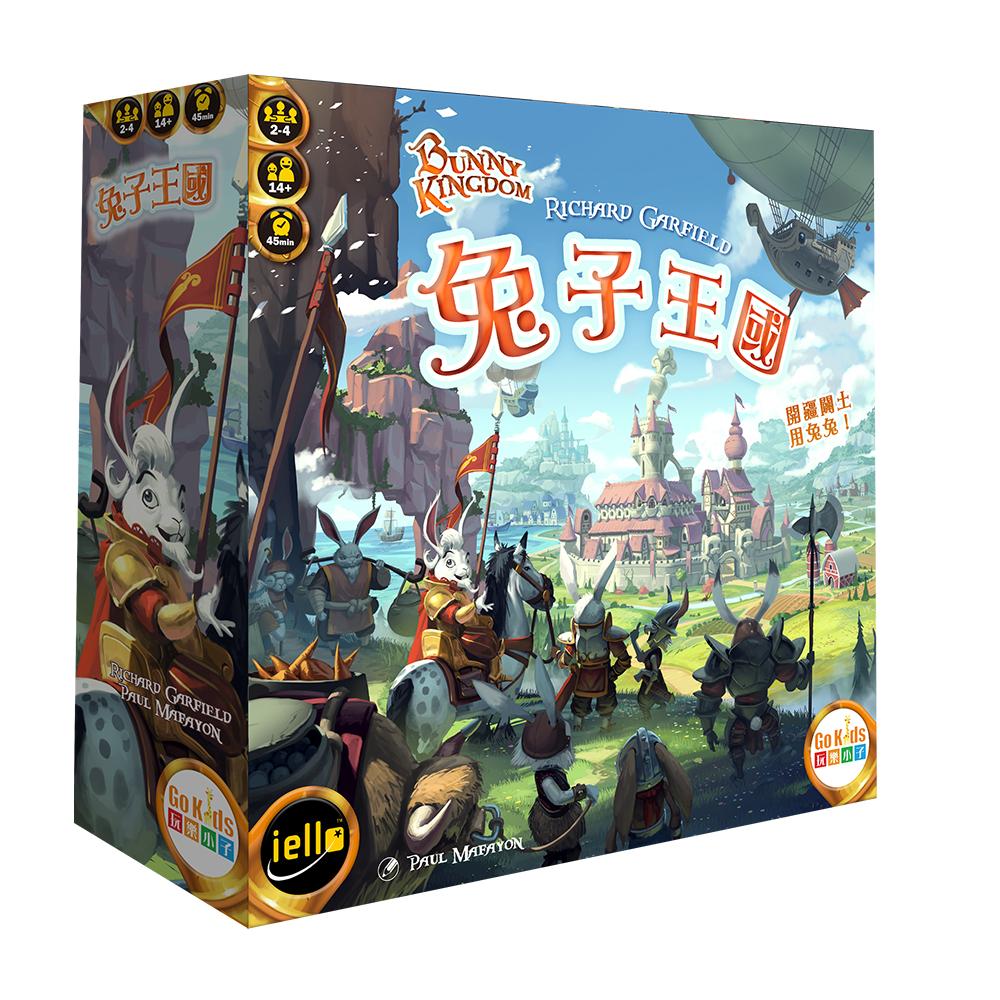 2-4
14+
45min
兔子王國
RICHARD GARFIELD
PAUL MAFAYON
Go Kids
玩樂小子
2-4
14+
45min
BUNNY
KINGDOM
RICHARD GARFIELD
兔子王國
開疆闢土
用兔兔！
Go Kids
玩樂小子
iello
TM
PAUL MAFAYON